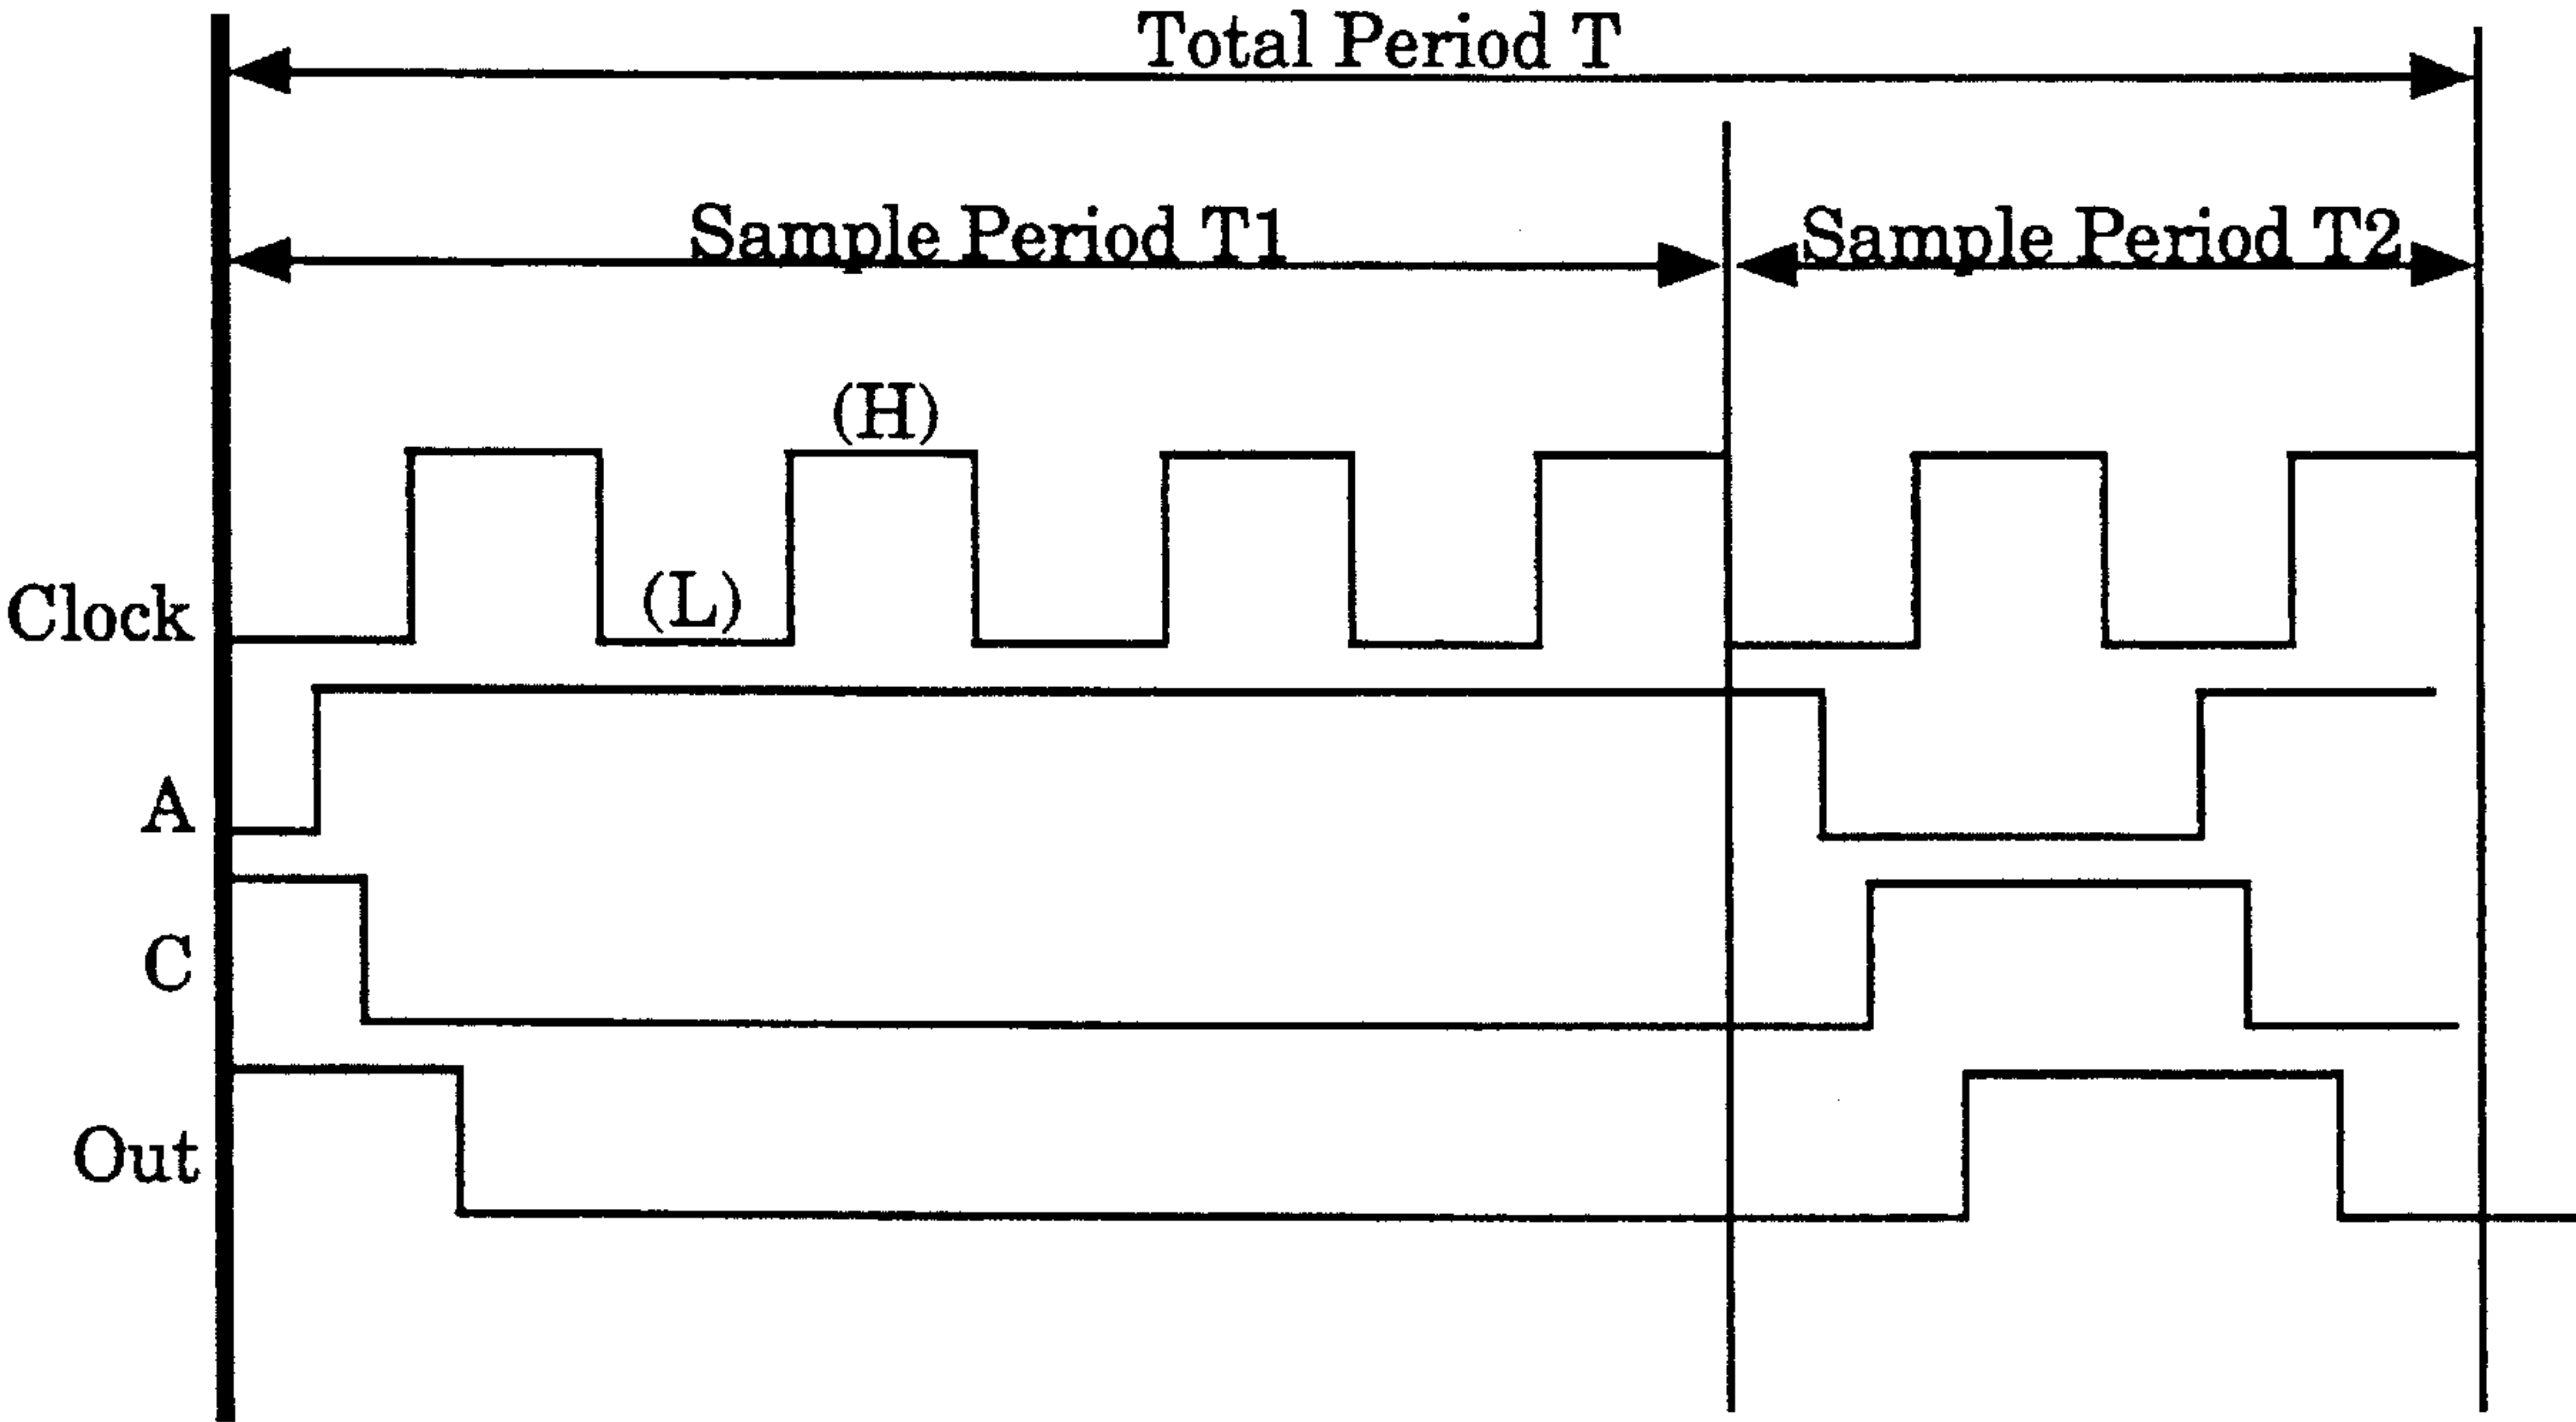 Total Period T
Sample Period T1
Sample Period T2
(H)
(L)
Clock
A
C
Out